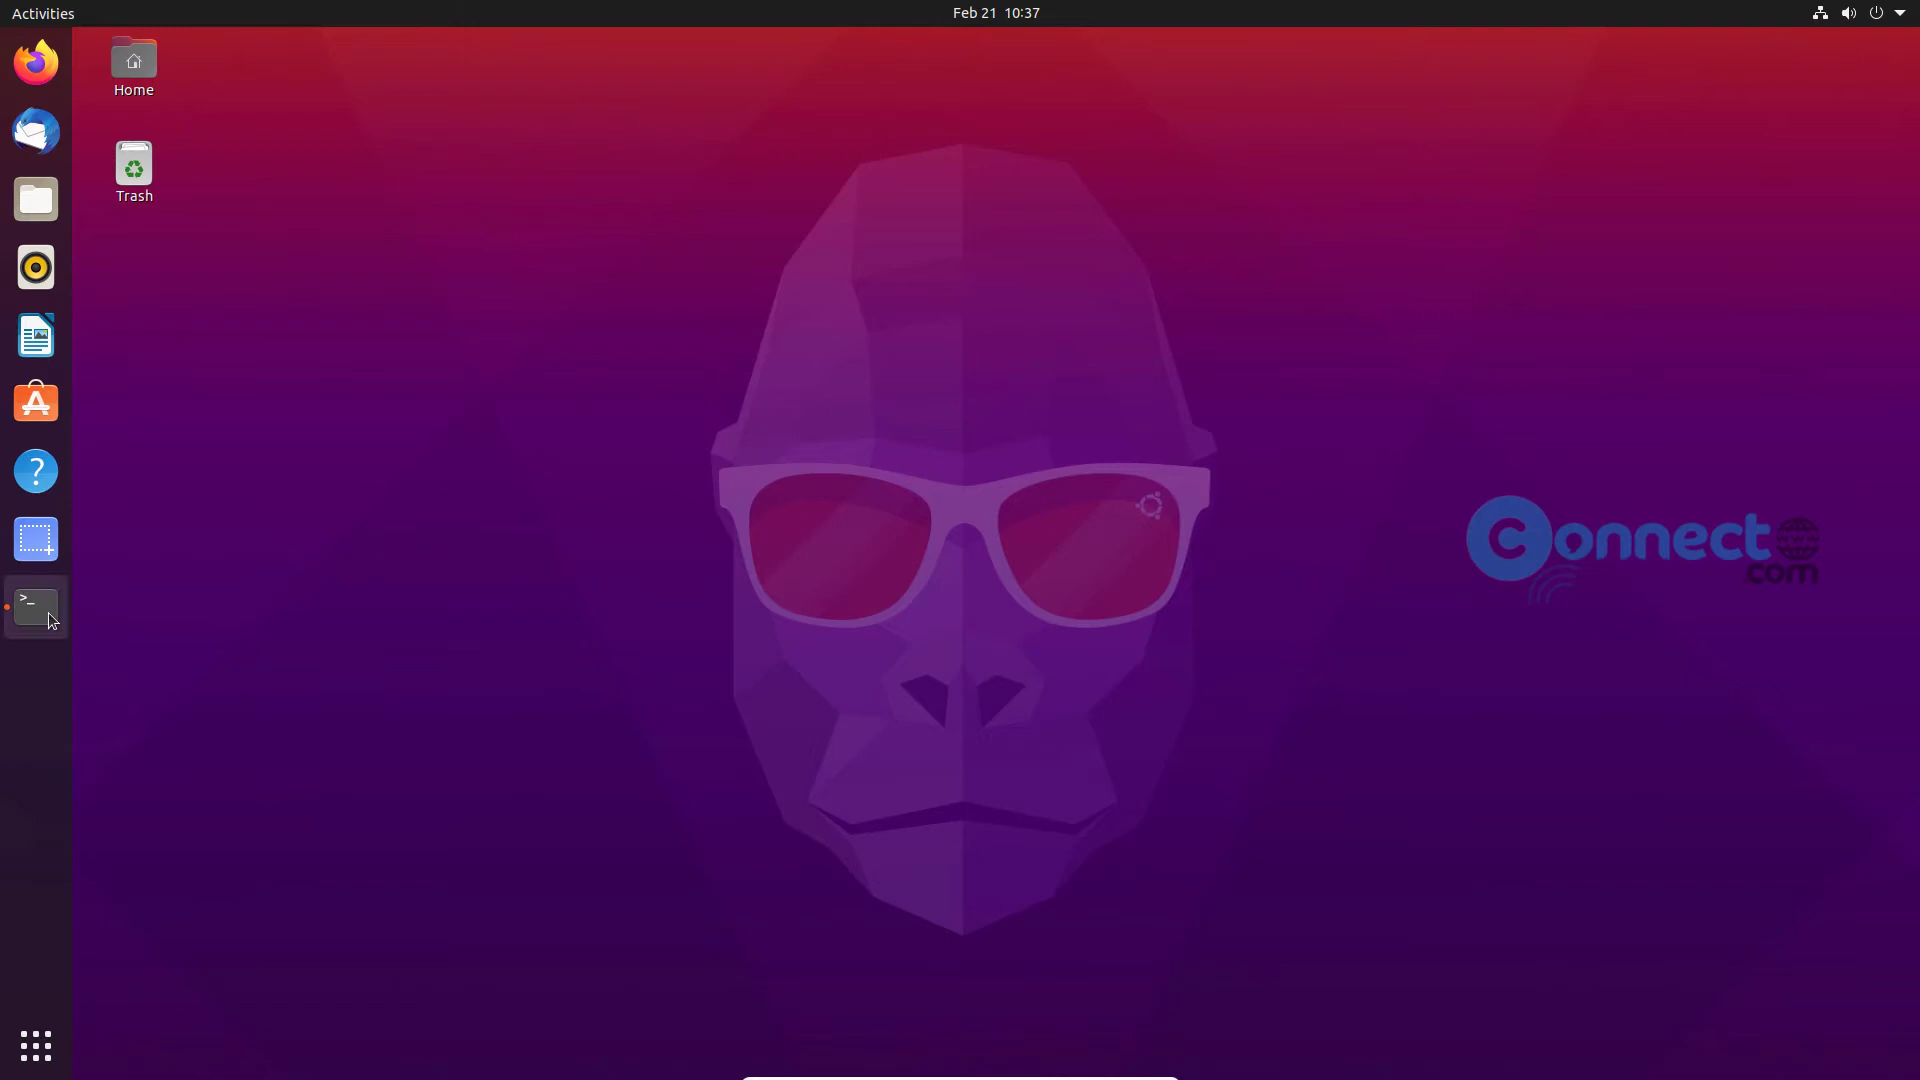 Activities
Feb 21 10:37
Home
Trash
>_
?
Connect
.com